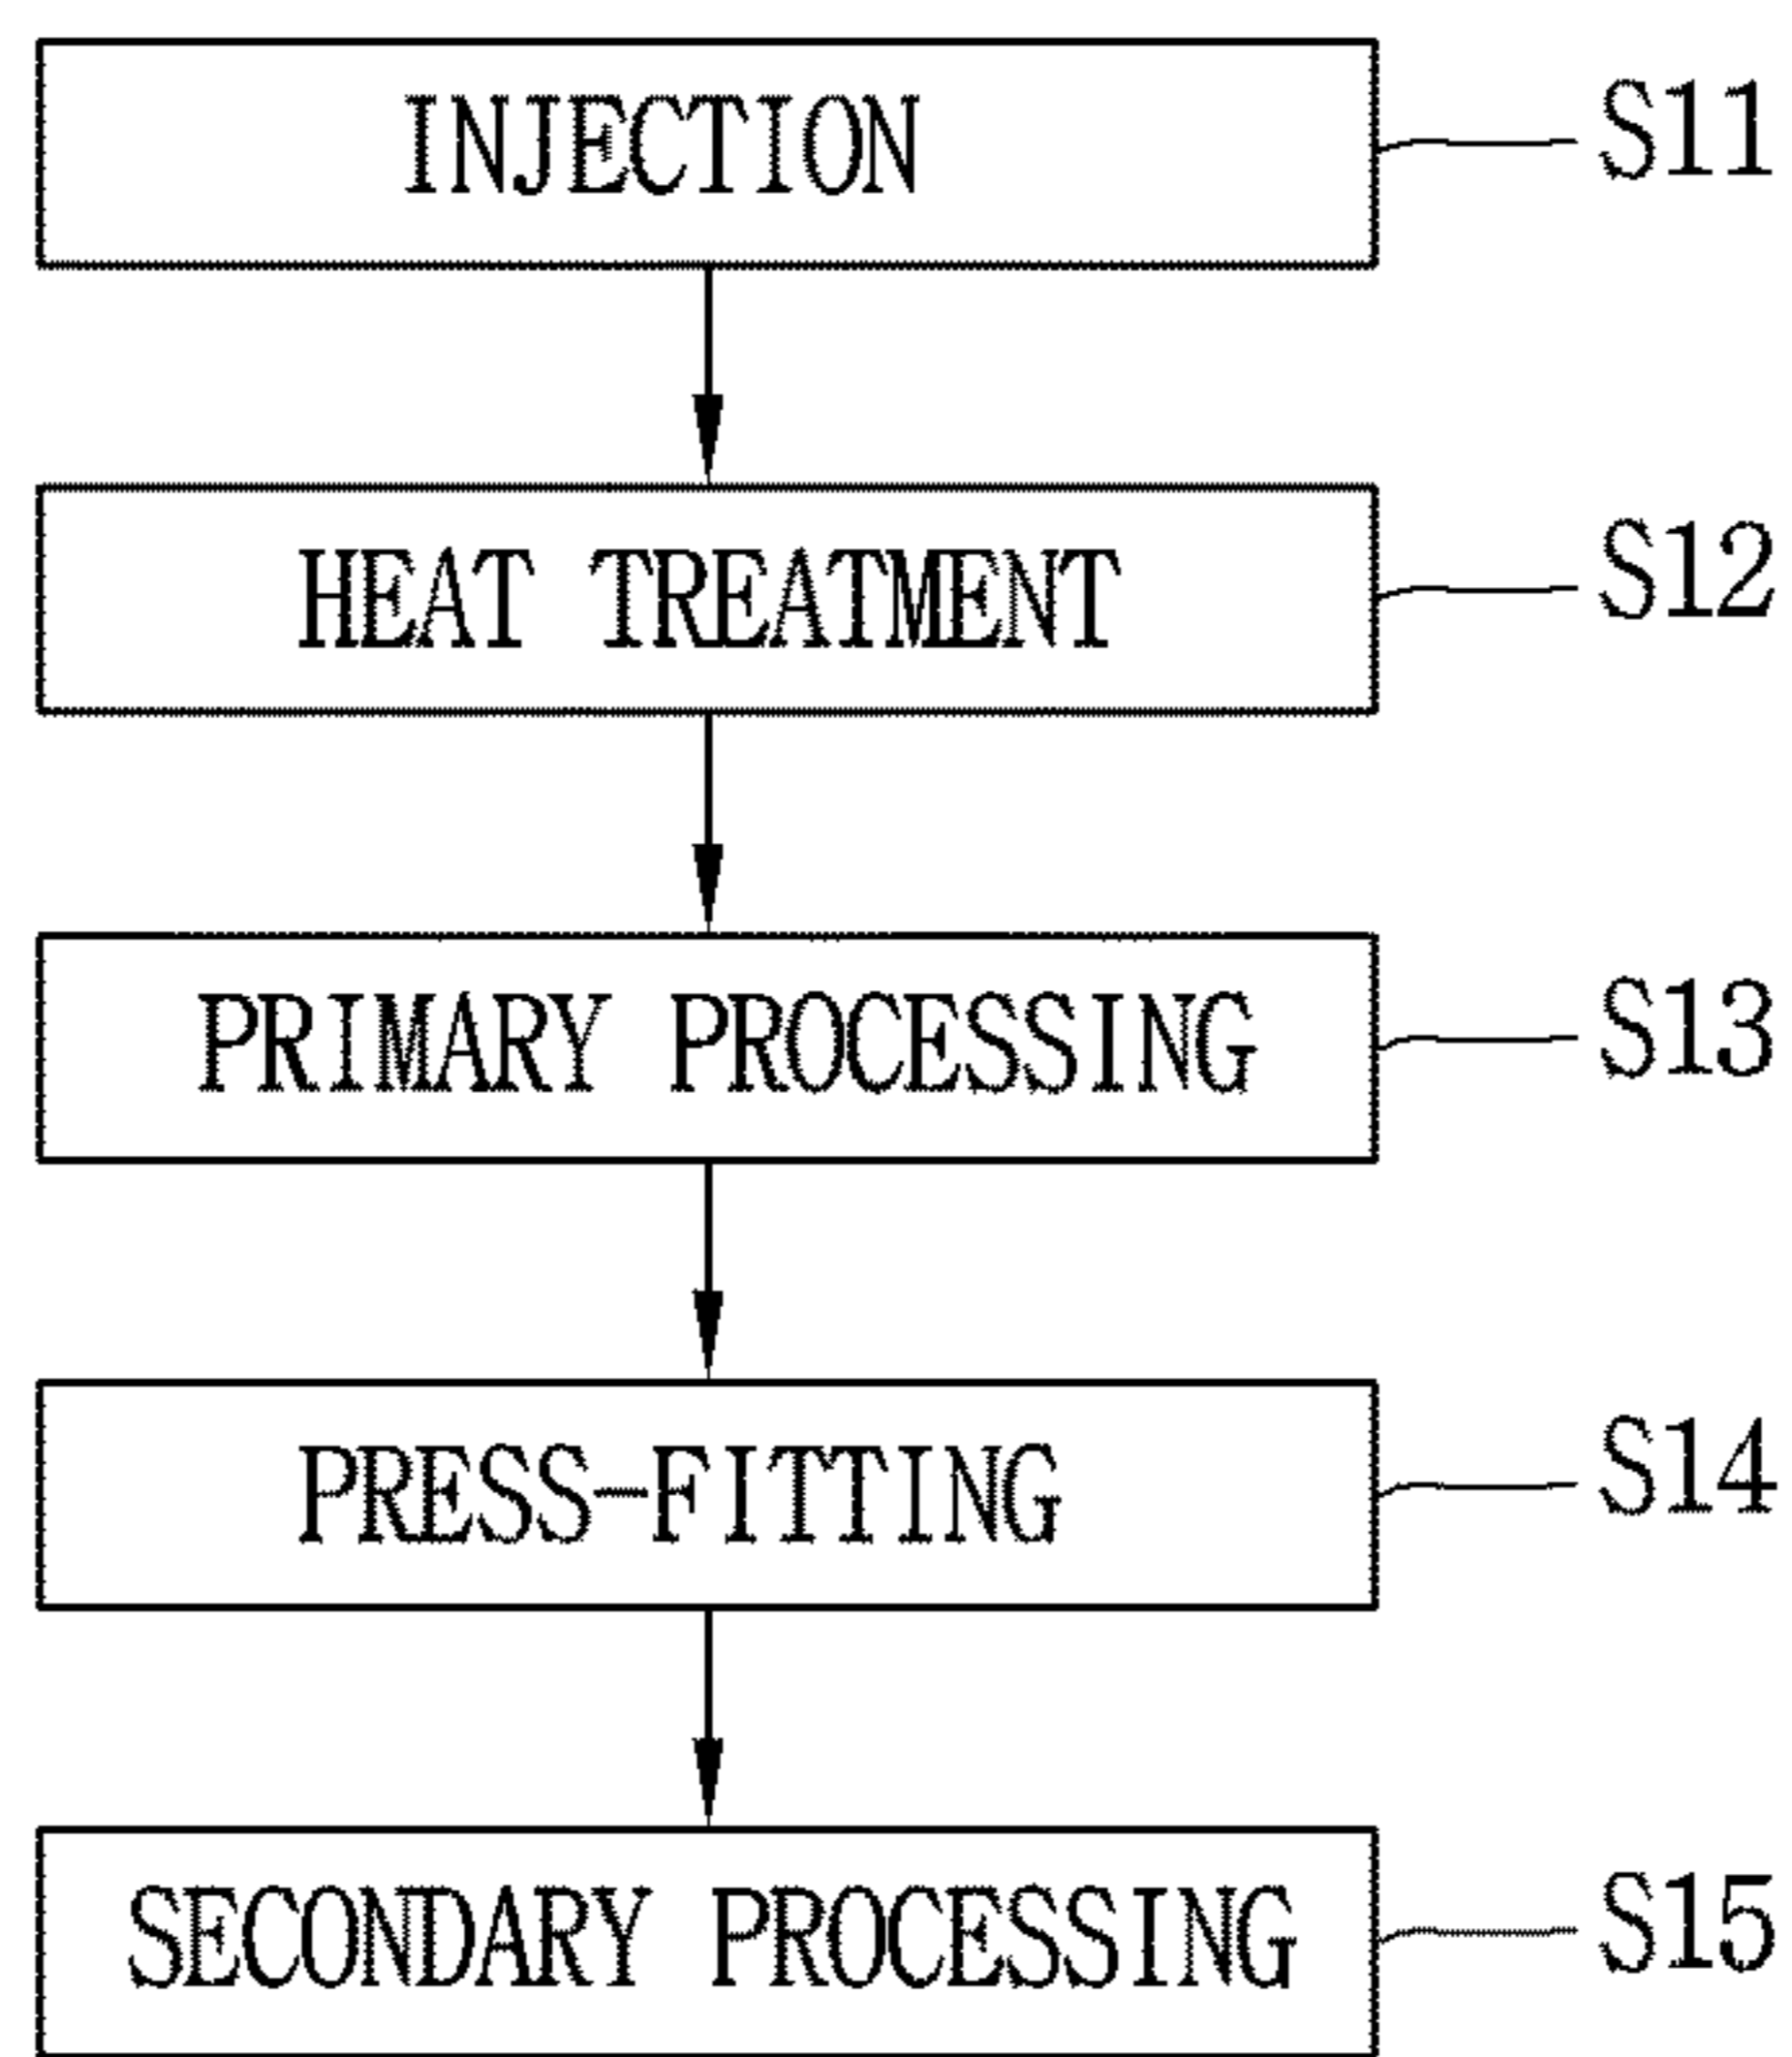 INJECTION S11
HEAT TREATMENT S12
PRIMARY PROCESSING S13
PRESS-FITTING S14
SECONDARY PROCESSING S15